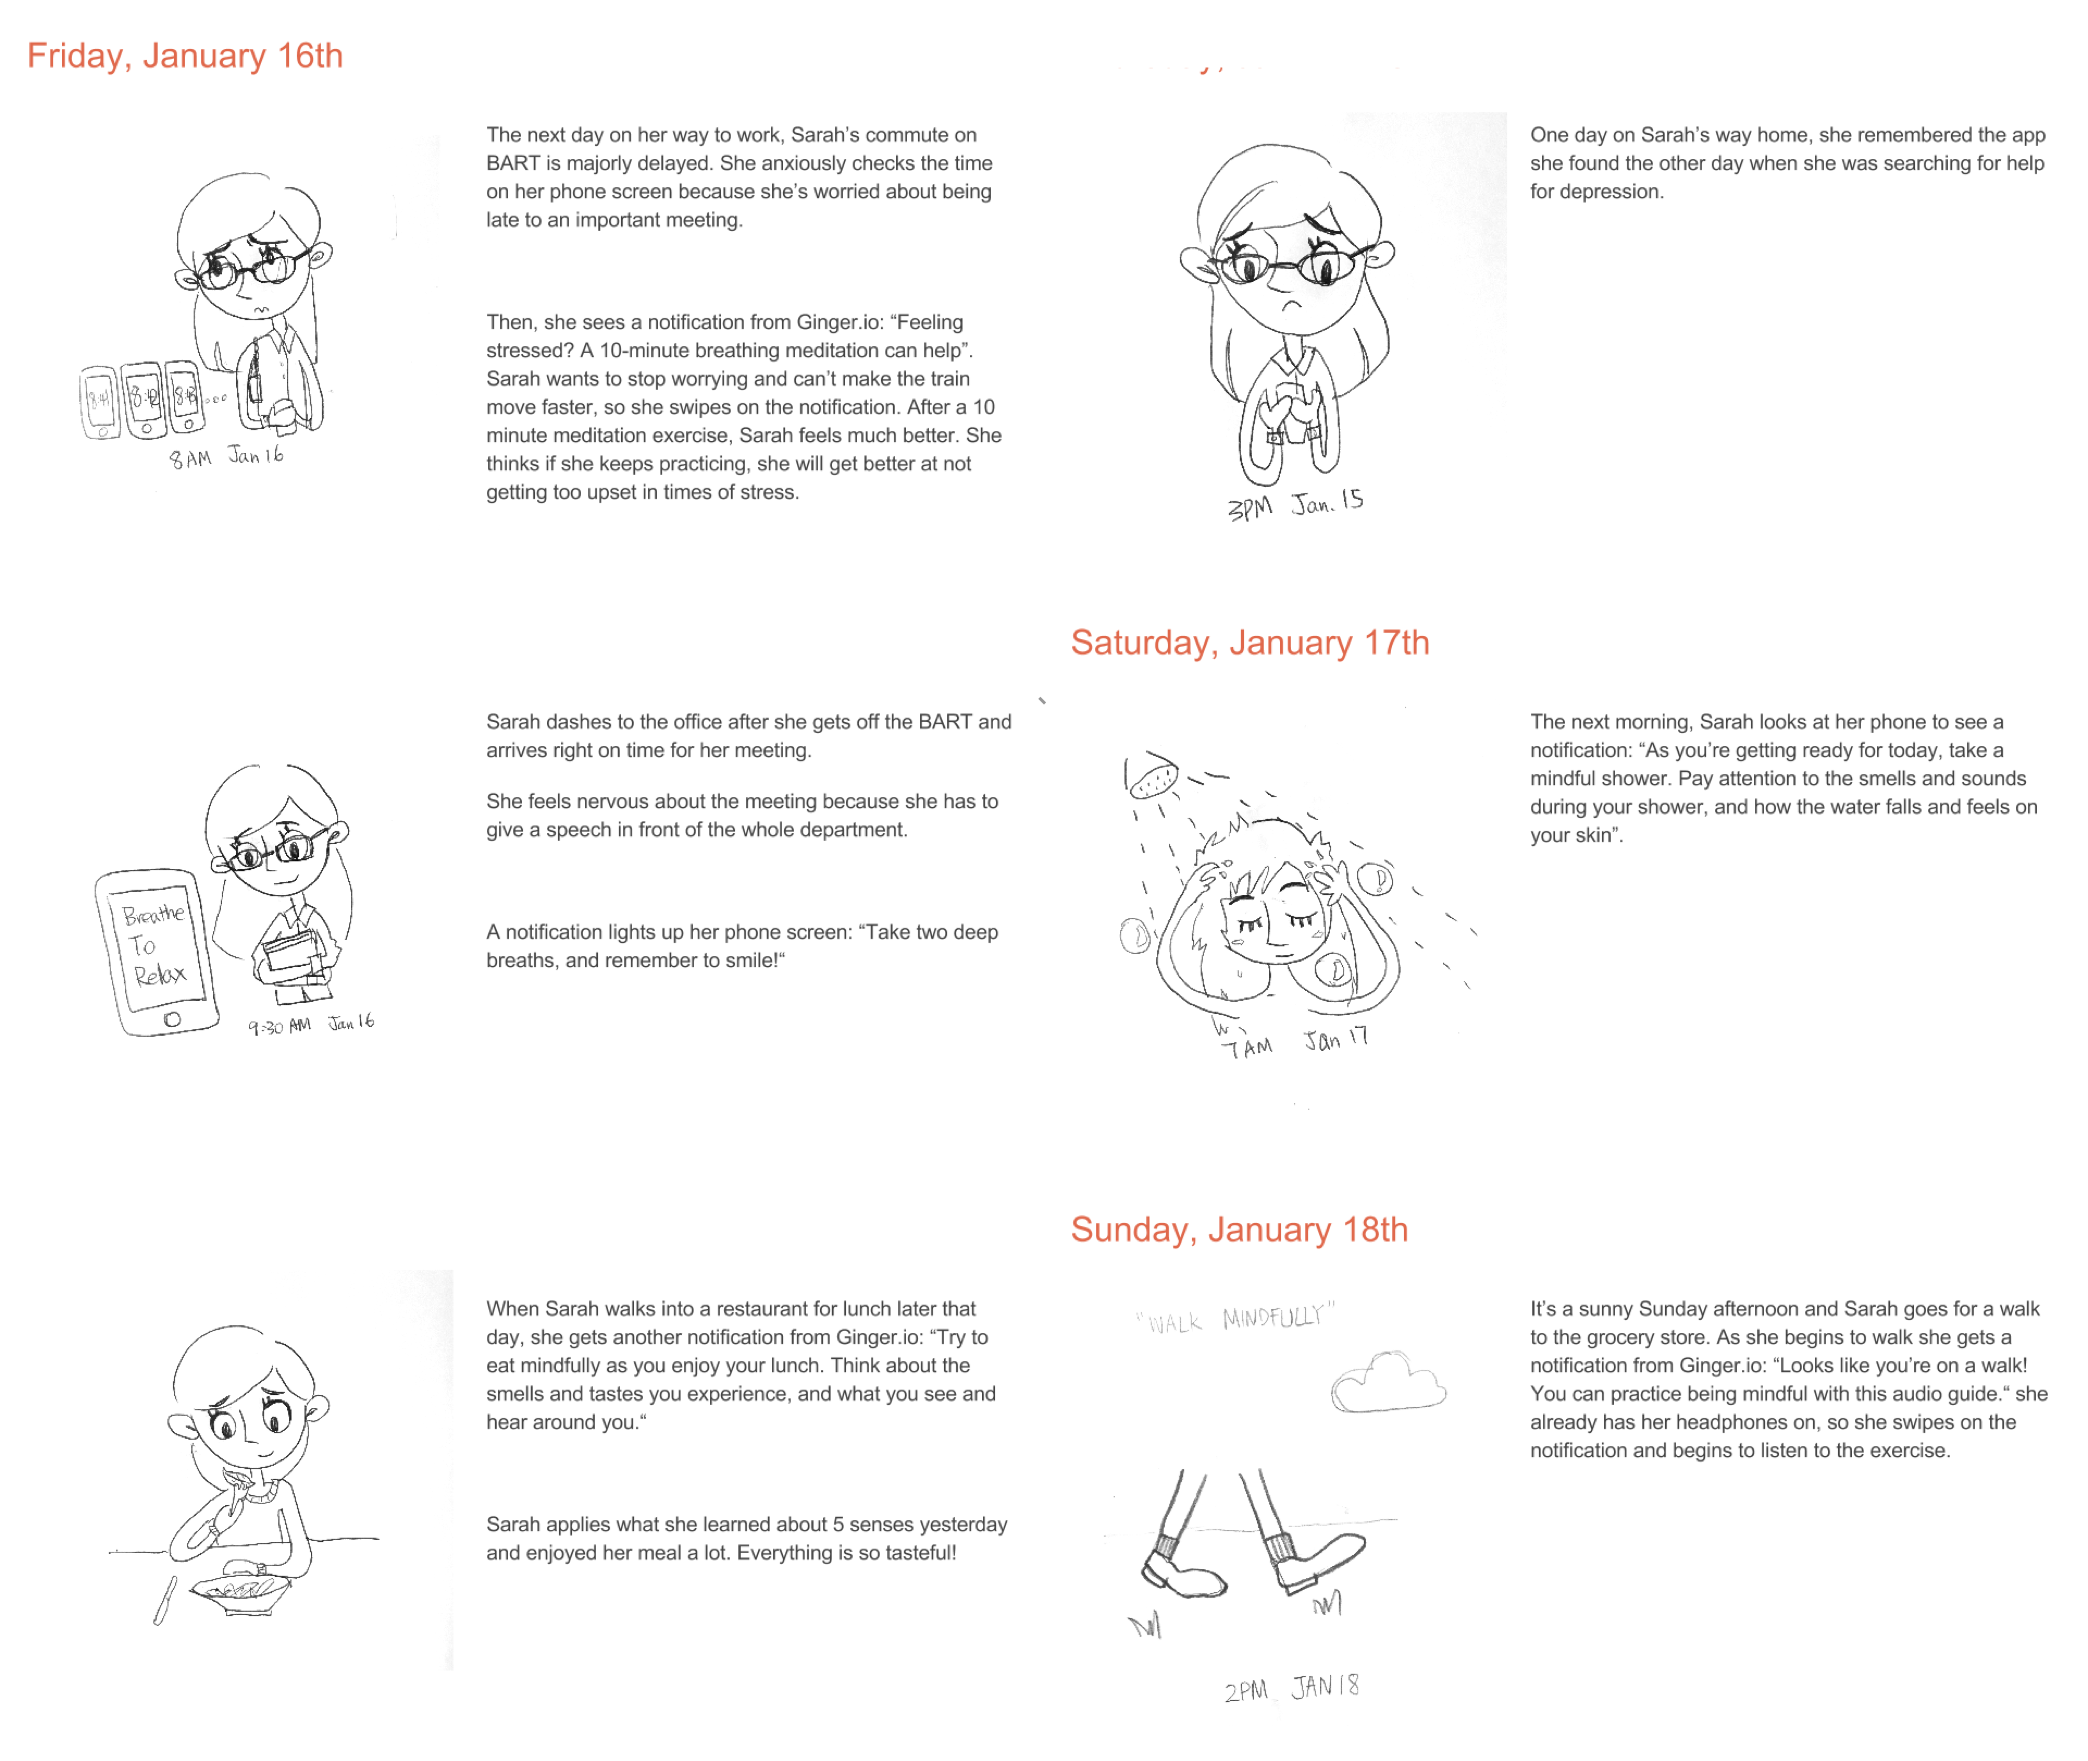 Friday, January 16th
The next day on her way to work, Sarah’s commute on
BART is majorly delayed. She anxiously checks the time
on her phone screen because she’s worried about being
late to an important meeting.
Then, she sees a notification from Ginger.io: “Feeling
stressed? A 10-minute breathing meditation can help”.
Sarah wants to stop worrying and can’t make the train
move faster, so she swipes on the notification. After a 10
minute meditation exercise, Sarah feels much better. She
thinks if she keeps practicing, she will get better at not
getting too upset in times of stress.
8:41 8:42 8:43...
8AM Jan 16
One day on Sarah’s way home, she remembered the app
she found the other day when she was searching for help
for depression.
3PM Jan. 15
Sarah dashes to the office after she gets off the BART and
arrives right on time for her meeting.
She feels nervous about the meeting because she has to
give a speech in front of the whole department.
A notification lights up her phone screen: “Take two deep
breaths, and remember to smile!“
Breathe
To
Relax
9:30 AM Jan 16
Saturday, January 17th
The next morning, Sarah looks at her phone to see a
notification: “As you’re getting ready for today, take a
mindful shower. Pay attention to the smells and sounds
during your shower, and how the water falls and feels on
your skin”.
7AM Jan 17
When Sarah walks into a restaurant for lunch later that
day, she gets another notification from Ginger.io: “Try to
eat mindfully as you enjoy your lunch. Think about the
smells and tastes you experience, and what you see and
hear around you.“
Sarah applies what she learned about 5 senses yesterday
and enjoyed her meal a lot. Everything is so tasteful!
Sunday, January 18th
"WALK MINDFULLY"
It’s a sunny Sunday afternoon and Sarah goes for a walk
to the grocery store. As she begins to walk she gets a
notification from Ginger.io: “Looks like you’re on a walk!
You can practice being mindful with this audio guide.“ she
already has her headphones on, so she swipes on the
notification and begins to listen to the exercise.
2PM JAN 18